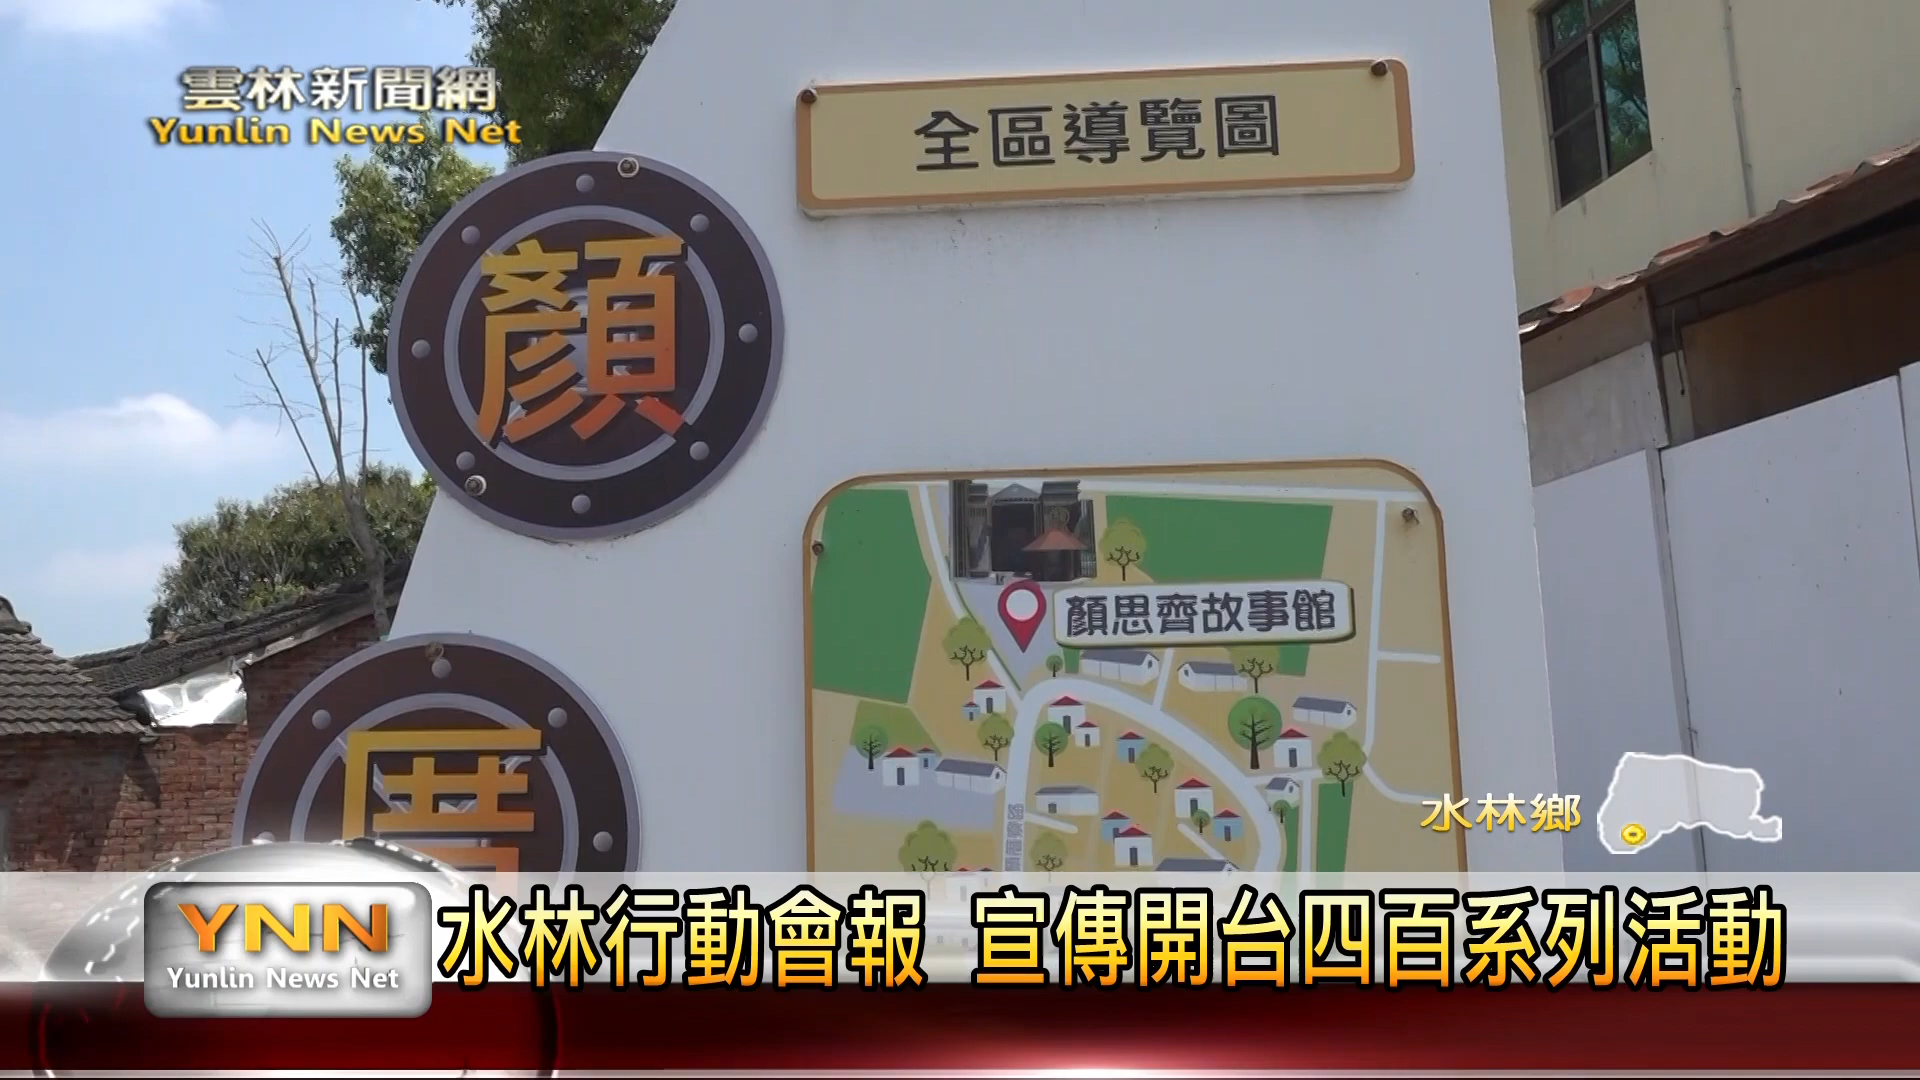 雲林新聞網
Yunlin News Net
全區導覽圖
顏
顏思齊故事館
厝
水林鄉
YNN
Yunlin News Net
水林行動會報 宣傳開台四百系列活動